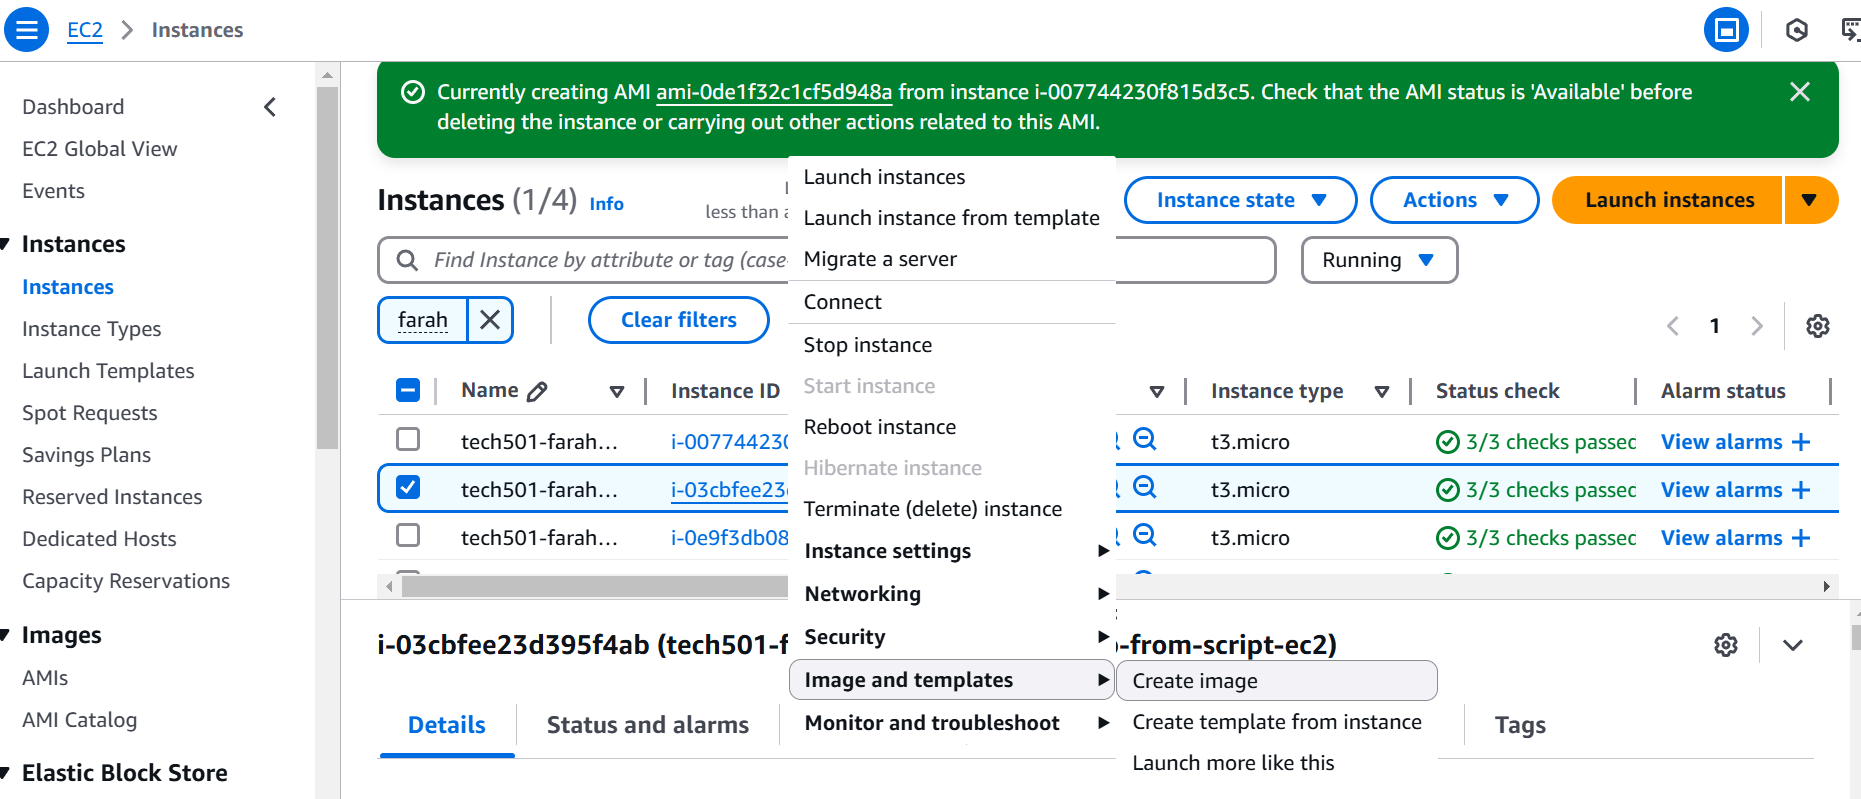 EC2 > Instances
Dashboard
EC2 Global View
Events
Instances
Instances
Instance Types
Launch Templates
Spot Requests
Savings Plans
Reserved Instances
Dedicated Hosts
Capacity Reservations
Images
AMIs
AMI Catalog
Elastic Block Store
Currently creating AMI ami-0de1f32c1cf5d948a from instance i-007744230f815d3c5. Check that the AMI status is 'Available' before
deleting the instance or carrying out other actions related to this AMI.
Instances (1/4) Info
less than a
Instance state
Actions
Launch instances
Find Instance by attribute or tag (case-
Running
farah
Clear filters
1
Name Instance ID Instance type Status check Alarm status
tech501-farah... i-007744230 t3.micro 3/3 checks passed View alarms +
tech501-farah... i-03cbfee23 t3.micro 3/3 checks passed View alarms +
tech501-farah... i-0e9f3db08 t3.micro 3/3 checks passed View alarms +
Launch instances
Launch instance from template
Migrate a server
Connect
Stop instance
Start instance
Reboot instance
Hibernate instance
Terminate (delete) instance
Instance settings
Networking
Security
Image and templates
Monitor and troubleshoot
Create image
Create template from instance
Launch more like this
i-03cbfee23d395f4ab (tech501-f -from-script-ec2)
Details
Status and alarms
Tags